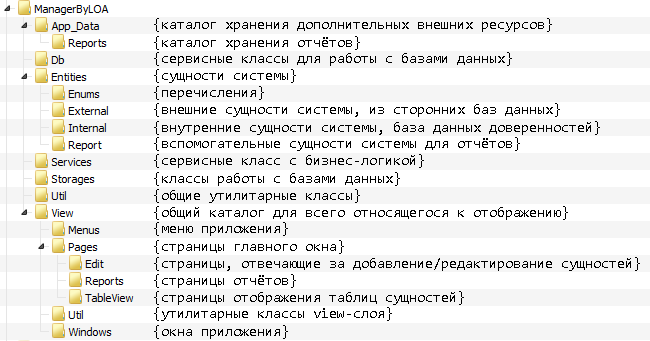 ManagerByLOA
App_Data {каталог хранения дополнительных внешних ресурсов}
Reports {каталог хранения отчётов}
Db {сервисные классы для работы с базами данных}
Entities {сущности системы}
Enums {перечисления}
External {внешние сущности системы, из сторонних баз данных}
Internal {внутренние сущности системы, база данных доверенностей}
Report {вспомогательные сущности системы для отчётов}
Services {сервисные класс с бизнес-логикой}
Storages {классы работы с базами данных}
Util {общие утилитарные классы}
View {общий каталог для всего относящегося к отображению}
Menus {меню приложения}
Pages {страницы главного окна}
Edit {страницы, отвечающие за добавление/редактирование сущностей}
Reports {страницы отчётов}
TableView {страницы отображения таблиц сущностей}
Util {утилитарные классы view-слоя}
Windows {окна приложения}